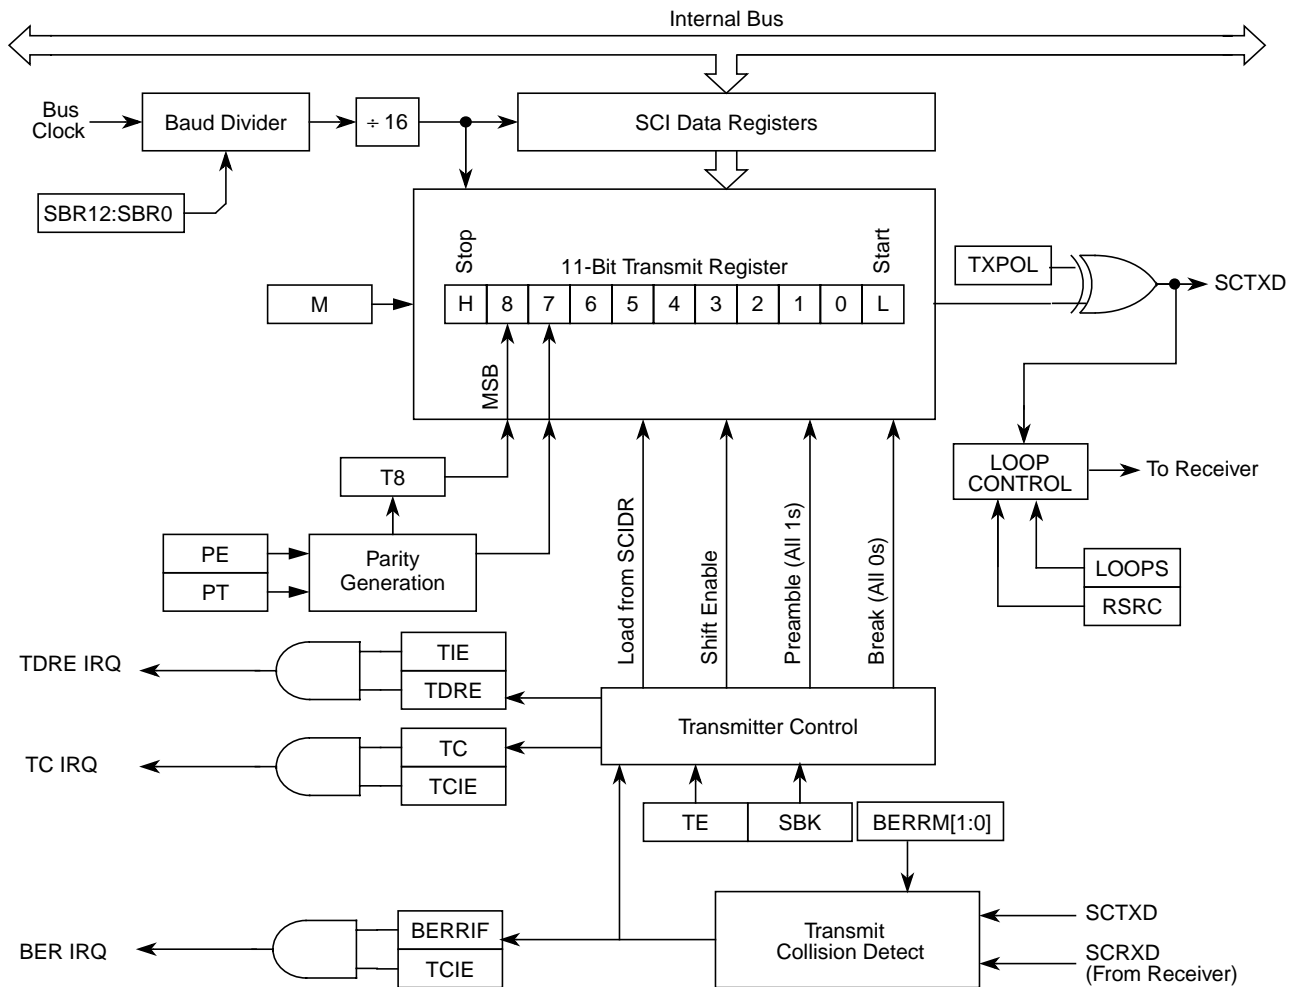 Internal Bus
Bus
Clock
Baud Divider
÷ 16
SCI Data Registers
SBR12:SBR0
Stop
11-Bit Transmit Register
Start
TXPOL
SCTXD
M
H 8 7 6 5 4 3 2 1 0 L
MSB
T8
LOOP
CONTROL
To Receiver
PE
PT
Parity
Generation
Load from SCIDR
Shift Enable
Preamble (All 1s)
Break (All 0s)
LOOPS
RSRC
TDRE IRQ
TIE
TDRE
Transmitter Control
TC IRQ
TC
TCIE
TE
SBK
BERRM[1:0]
BER IRQ
BERRIF
TCIE
Transmit
Collision Detect
SCTXD
SCRXD
(From Receiver)